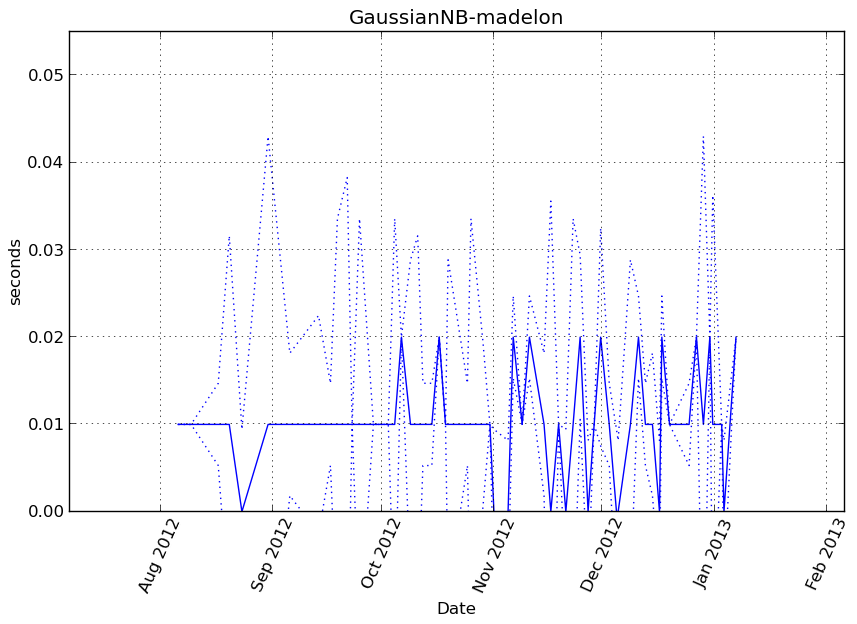 GaussianNB-madelon
0.05
0.04
0.03
0.02
0.01
0.00
seconds
Aug 2012
Sep 2012
Oct 2012
Nov 2012
Dec 2012
Jan 2013
Feb 2013
Date